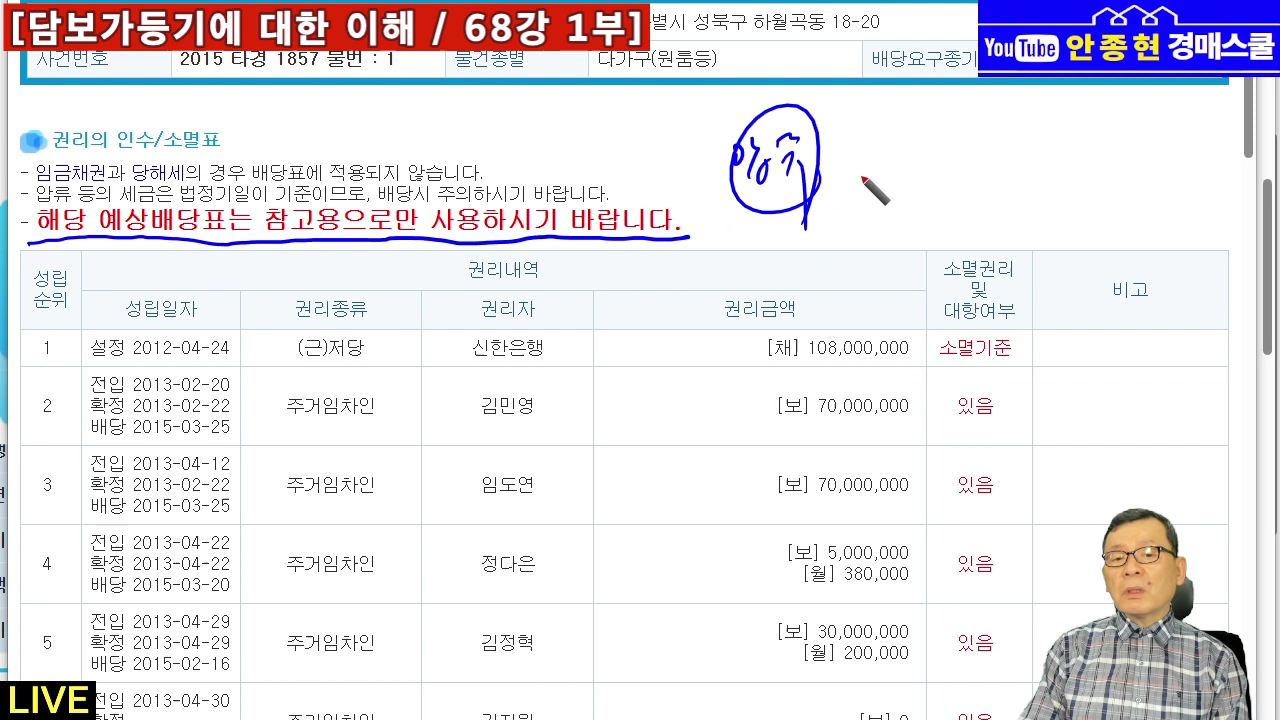 [담보가등기에 대한 이해 / 68강 1부]
별시 성북구 하월곡동 18-20
YouTube 안종현 경매스쿨
사건번호 2015 타경 1857 물번 : 1 물건종별 다가구(원룸등) 배당요구종기
권리의 인수/소멸표
- 임금채권과 당해세의 경우 배당표에 적용되지 않습니다.
- 압류 등의 세금은 법정기일이 기준이므로, 배당시 주의하시기 바랍니다.
- 해당 예상배당표는 참고용으로만 사용하시기 바랍니다.
성립 순위 권리내역 소멸권리 및 대항여부 비고
성립일자 권리종류 권리자 권리금액
1 설정 2012-04-24 (근)저당 신한은행 [채] 108,000,000 소멸기준
전입 2013-02-20
2 확정 2013-02-22 주거임차인 김민영 [보] 70,000,000 있음
배당 2015-03-25
전입 2013-04-12
3 확정 2013-02-22 주거임차인 임도연 [보] 70,000,000 있음
배당 2015-03-25
전입 2013-04-22
4 확정 2013-04-22 주거임차인 정다은 [보] 5,000,000 [월] 380,000 있음
배당 2015-03-20
전입 2013-04-29
5 확정 2013-04-29 주거임차인 김정혁 [보] 30,000,000 [월] 200,000 있음
배당 2015-02-16
전입 2013-04-30
LIVE